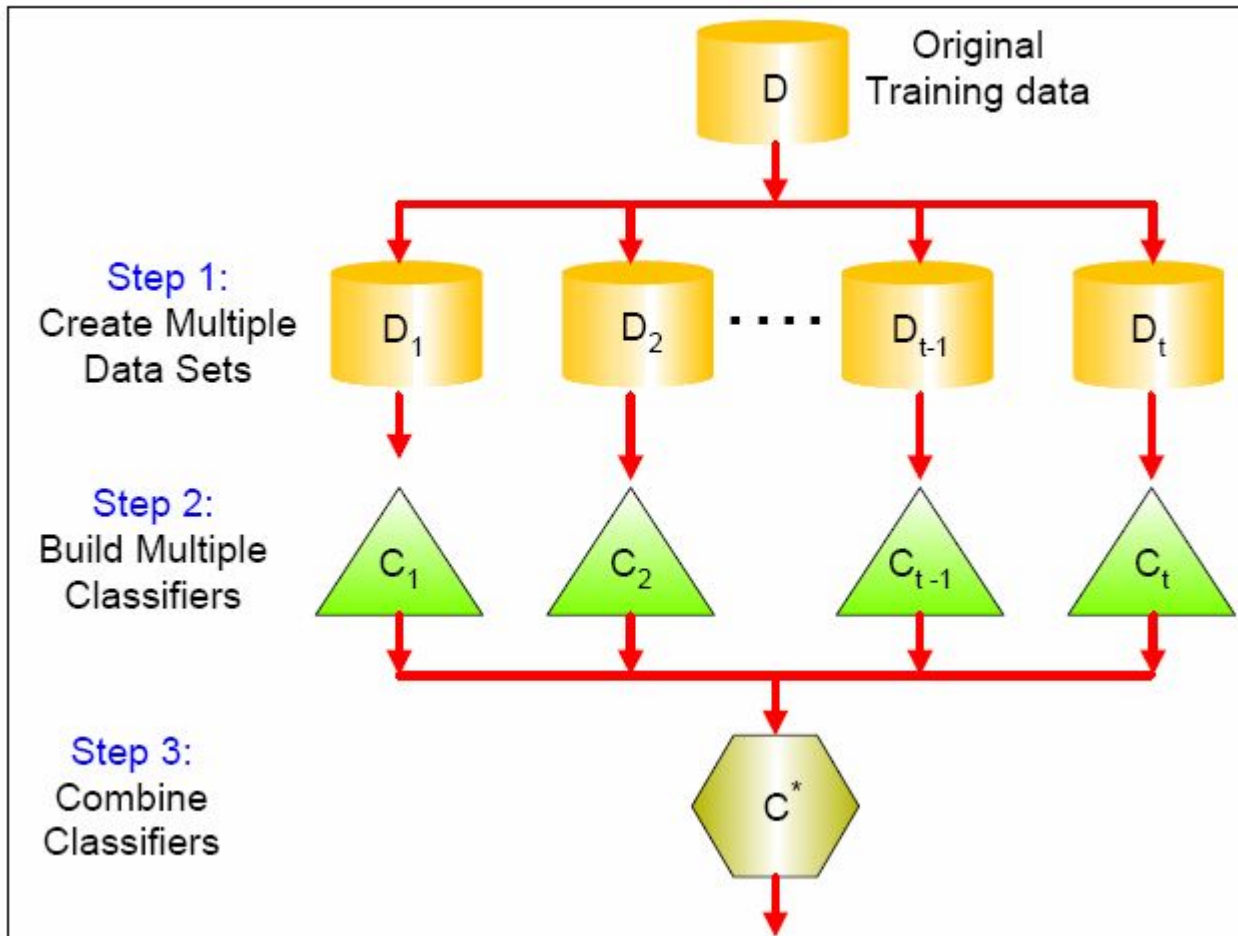 Original
Training data
D
Step 1:
Create Multiple
Data Sets
D1
D2
....
Dt-1
Dt
Step 2:
Build Multiple
Classifiers
C1
C2
Ct -1
Ct
Step 3:
Combine
Classifiers
C*